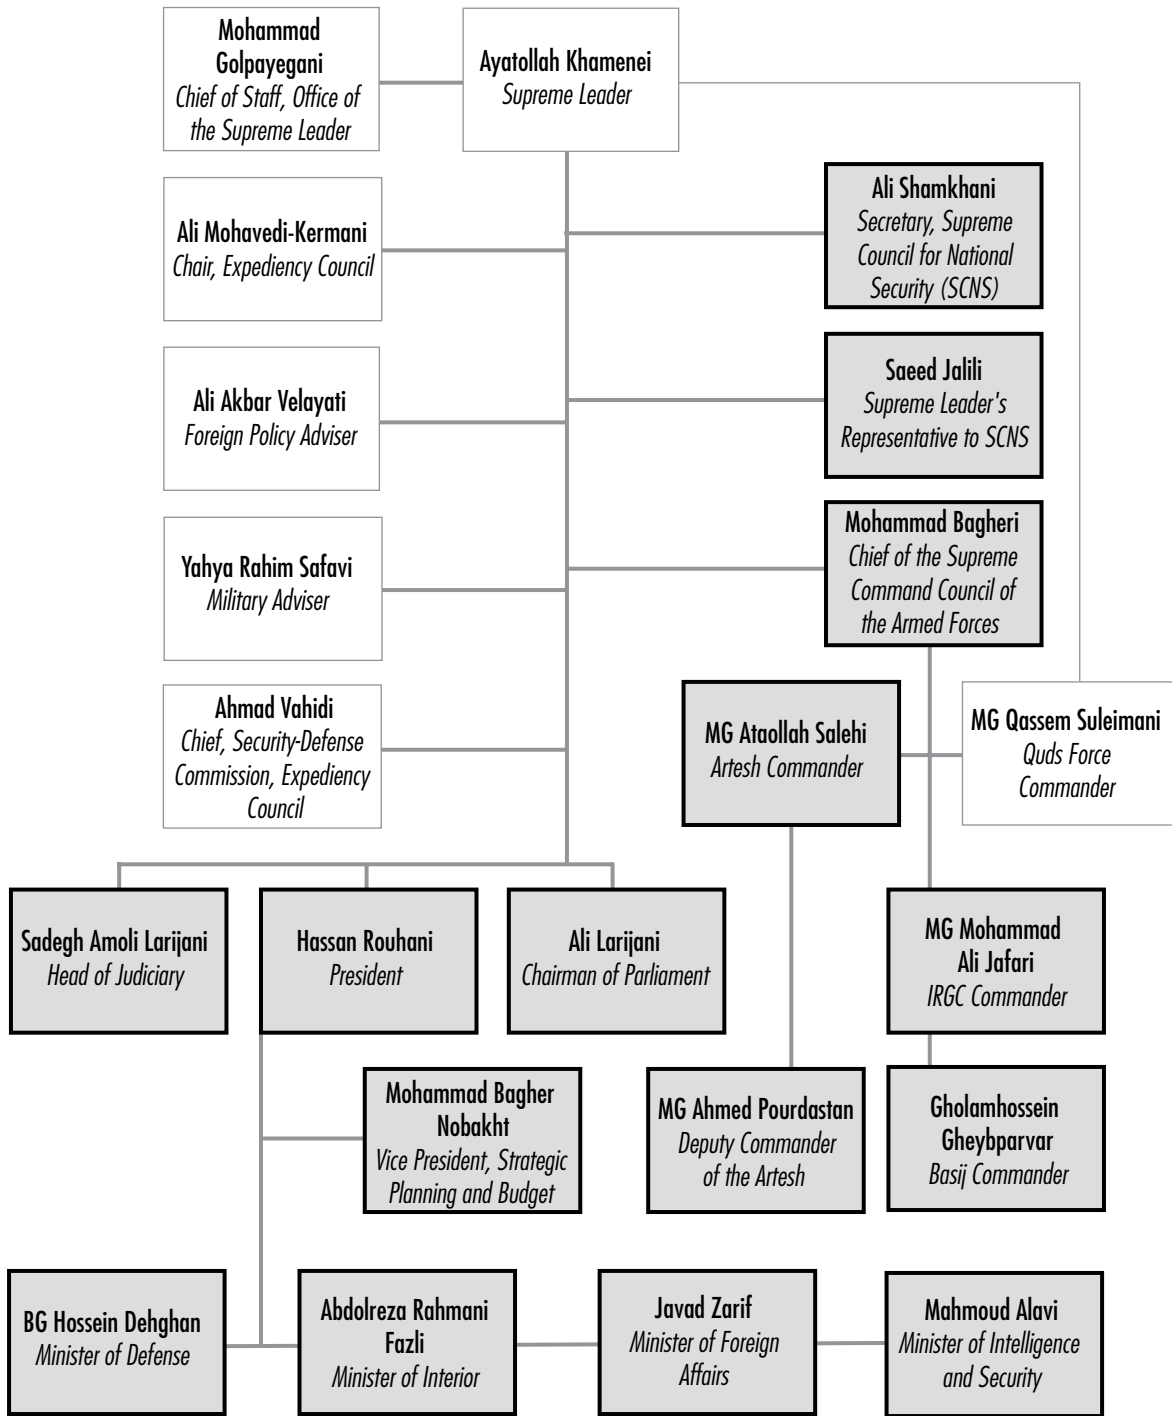 Mohammad
Golpayegani
Chief of Staff, Office of
the Supreme Leader
Ayatollah Khamenei
Supreme Leader
Ali Mohavedi-Kermani
Chair, Expediency Council
Ali Shamkhani
Secretary, Supreme
Council for National
Security (SCNS)
Ali Akbar Velayati
Foreign Policy Adviser
Saeed Jalili
Supreme Leader's
Representative to SCNS
Yahya Rahim Safavi
Military Adviser
Mohammad Bagheri
Chief of the Supreme
Command Council of
the Armed Forces
Ahmad Vahidi
Chief, Security-Defense
Commission, Expediency
Council
MG Ataollah Salehi
Artesh Commander
MG Qassem Suleimani
Quds Force
Commander
Sadegh Amoli Larijani
Head of Judiciary
Hassan Rouhani
President
Ali Larijani
Chairman of Parliament
MG Mohammad
Ali Jafari
IRGC Commander
Mohammad Bagher
Nobakht
Vice President, Strategic
Planning and Budget
MG Ahmed Pourdastan
Deputy Commander
of the Artesh
Gholamhossein
Gheybparvar
Basij Commander
BG Hossein Dehghan
Minister of Defense
Abdolreza Rahmani
Fazli
Minister of Interior
Javad Zarif
Minister of Foreign
Affairs
Mahmoud Alavi
Minister of Intelligence
and Security